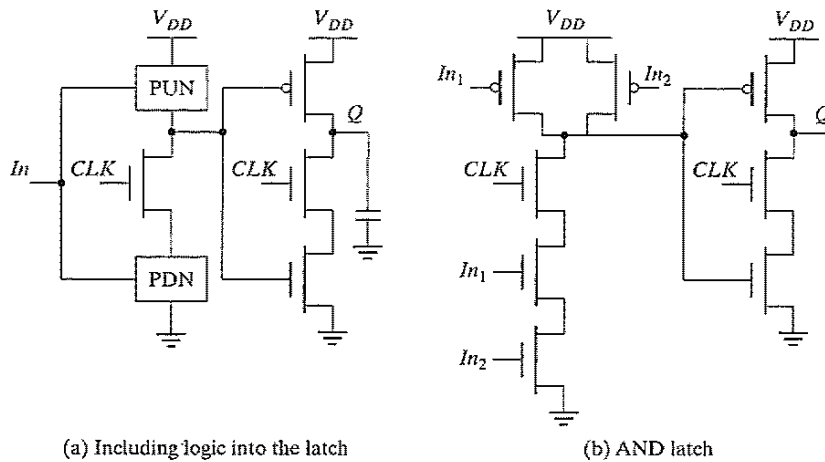 V_DD
V_DD
PUN
Q
In
CLK
CLK
PDN
(a) Including logic into the latch
V_DD
V_DD
In_1
In_2
Q
CLK
CLK
In_1
In_2
(b) AND latch